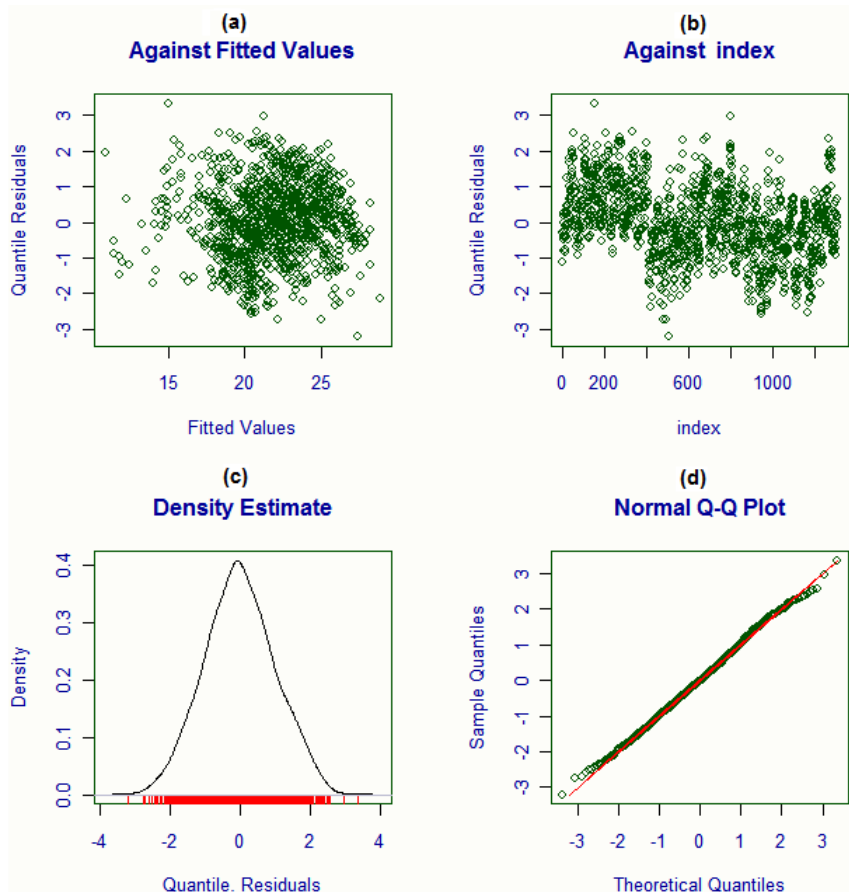 (a)
Against Fitted Values
Quantile Residuals
3
2
1
0
-1
-2
-3
15 20 25
Fitted Values
(b)
Against index
Quantile Residuals
3
2
1
0
-1
-2
-3
0 200 600 1000
index
(c)
Density Estimate
Density
0.4
0.3
0.2
0.1
0.0
-4 -2 0 2 4
Quantile. Residuals
(d)
Normal Q-Q Plot
Sample Quantiles
3
2
1
0
-1
-2
-3
-3 -2 -1 0 1 2 3
Theoretical Quantiles